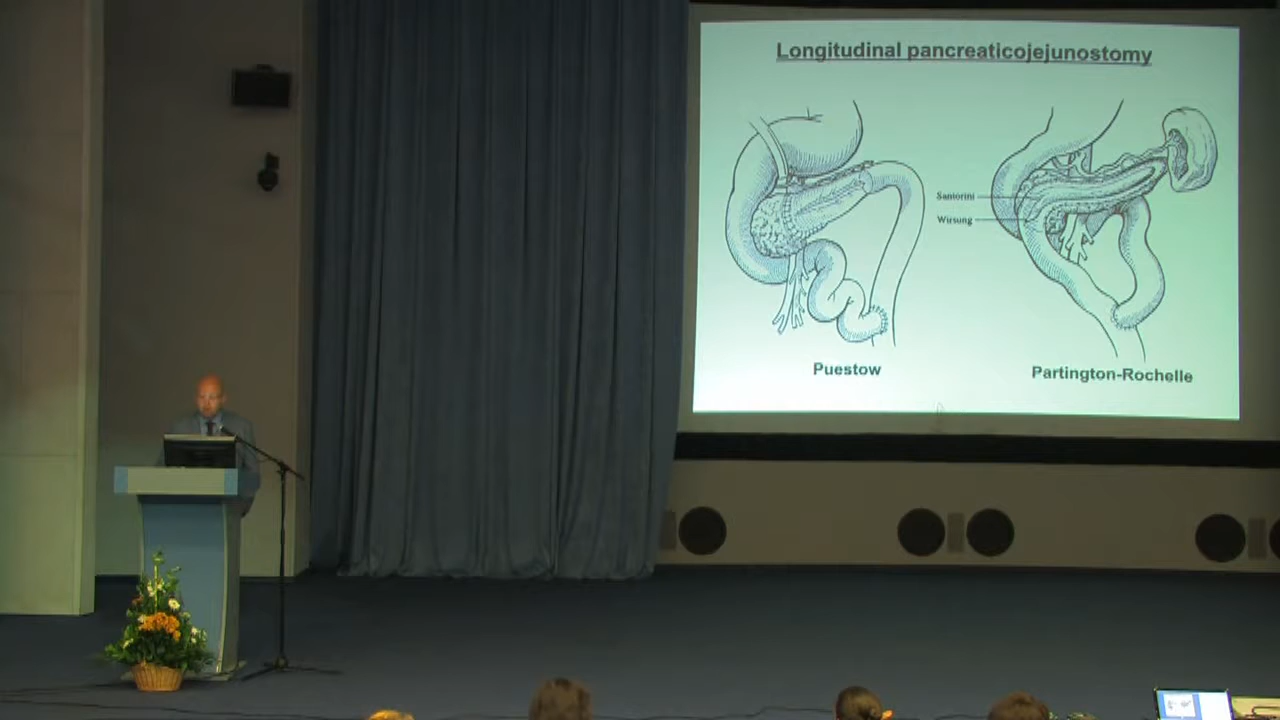 Longitudinal pancreaticojejunostomy
Santorini
Wirsung
Puestow
Partington-Rochelle